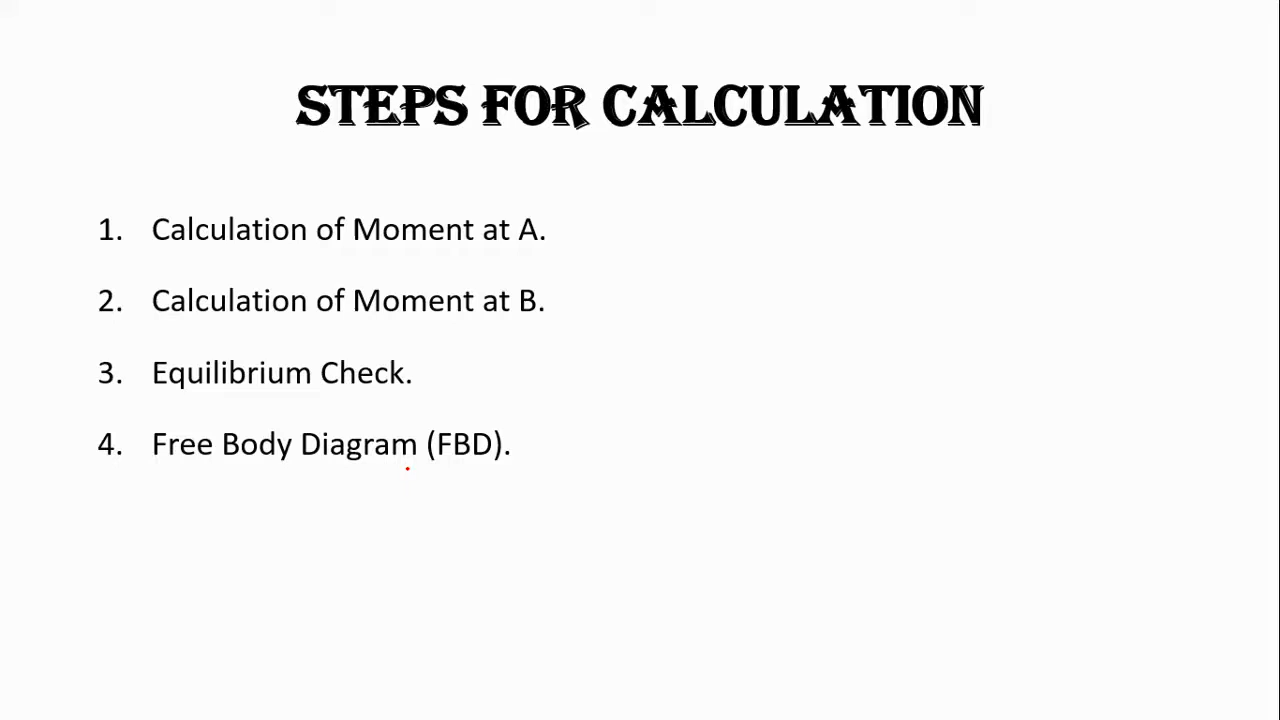 STEPS FOR CALCULATION
1. Calculation of Moment at A.
2. Calculation of Moment at B.
3. Equilibrium Check.
4. Free Body Diagram (FBD).